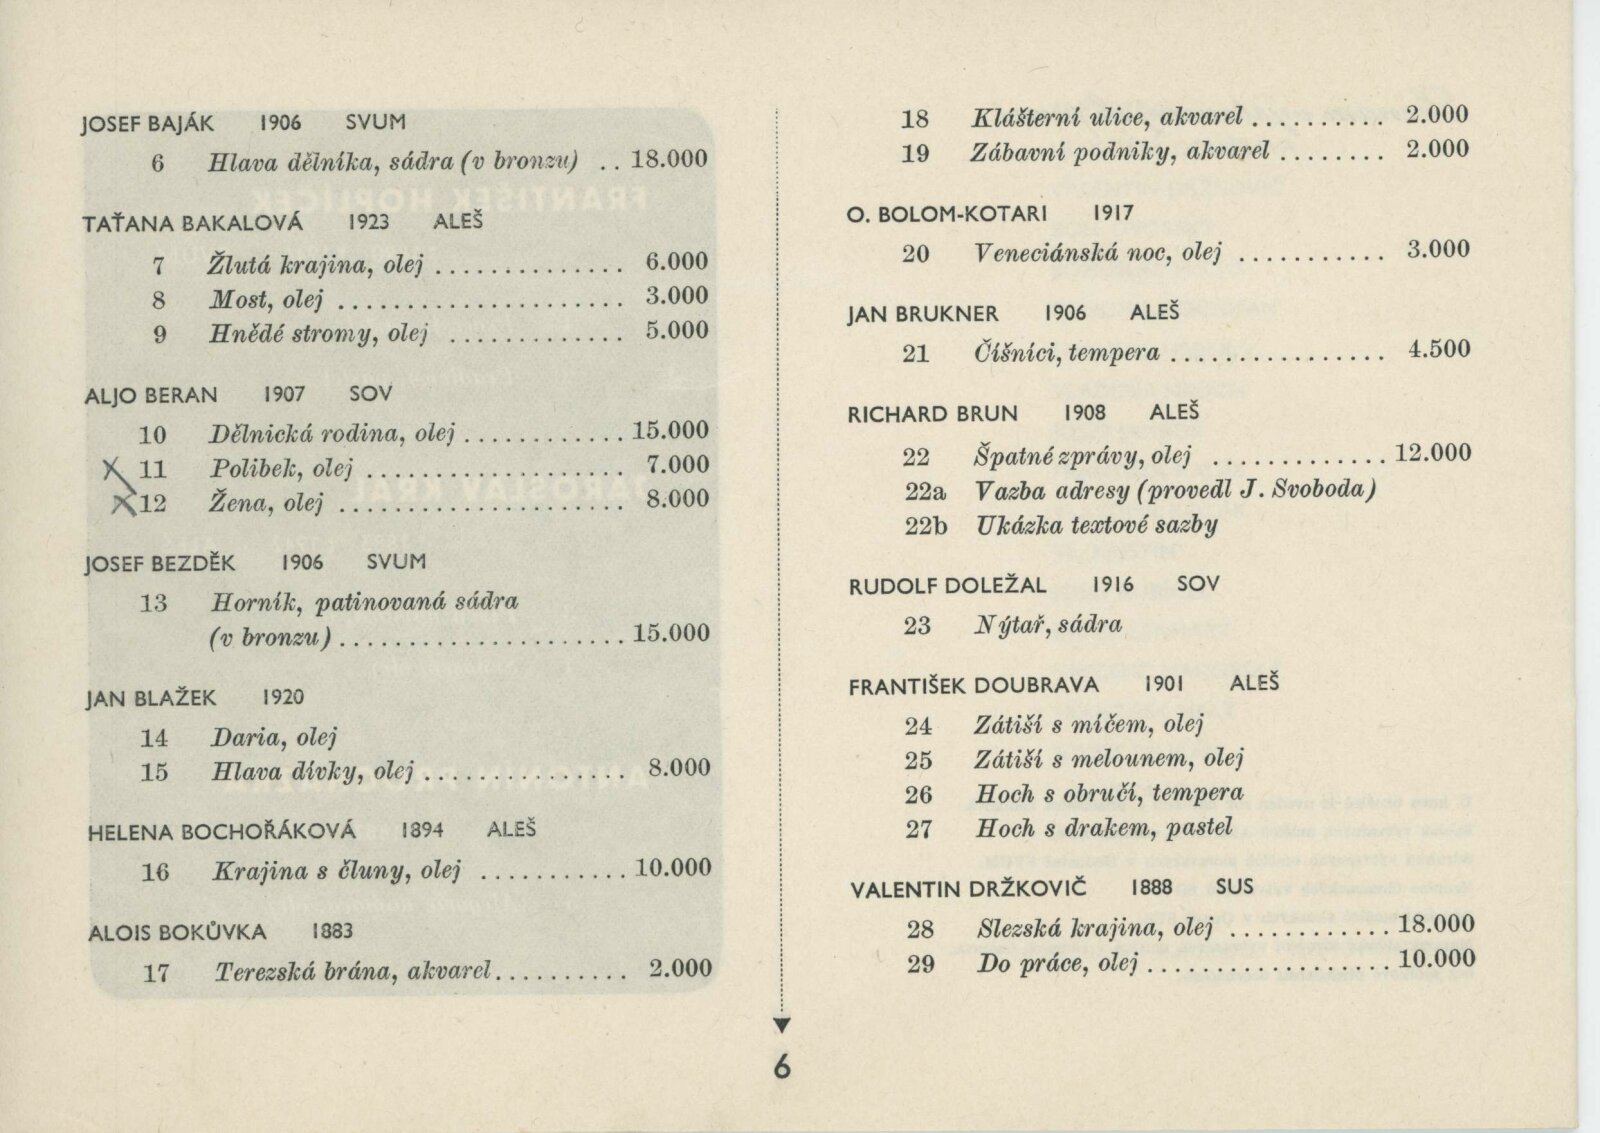 JOSEF BAJÁK 1906 SVUM
6 Hlava dělníka, sádra (v bronzu) .. 18.000
TAŤANA BAKALOVÁ 1923 ALEŠ
7 Žlutá krajina, olej .............. 6.000
8 Most, olej ..................... 3.000
9 Hnědé stromy, olej ............. 5.000
ALJO BERAN 1907 SOV
10 Dělnická rodina, olej ............ 15.000
11 Polibek, olej ................... 7.000
12 Žena, olej ..................... 8.000
JOSEF BEZDĚK 1906 SVUM
13 Horník, patinovaná sádra
(v bronzu) ..................... 15.000
JAN BLAŽEK 1920
14 Daria, olej
15 Hlava dívky, olej ............... 8.000
HELENA BOCHOŘÁKOVÁ 1894 ALEŠ
16 Krajina s čluny, olej ........... 10.000
ALOIS BOKŮVKA 1883
17 Terezská brána, akvarel .......... 2.000
18 Klášterní ulice, akvarel .......... 2.000
19 Zábavní podniky, akvarel ........ 2.000
O. BOLOM-KOTARI 1917
20 Veneciánská noc, olej ........... 3.000
JAN BRUKNER 1906 ALEŠ
21 Číšníci, tempera ................ 4.500
RICHARD BRUN 1908 ALEŠ
22 Špatné zprávy, olej ............. 12.000
22a Vazba adresy (provedl J. Svoboda)
22b Ukázka textové sazby
RUDOLF DOLEŽAL 1916 SOV
23 Nýtař, sádra
FRANTIŠEK DOUBRAVA 1901 ALEŠ
24 Zátiší s míčem, olej
25 Zátiší s melounem, olej
26 Hoch s obručí, tempera
27 Hoch s drakem, pastel
VALENTIN DRŽKOVIČ 1888 SUS
28 Slezská krajina, olej ............ 18.000
29 Do práce, olej .................. 10.000
6